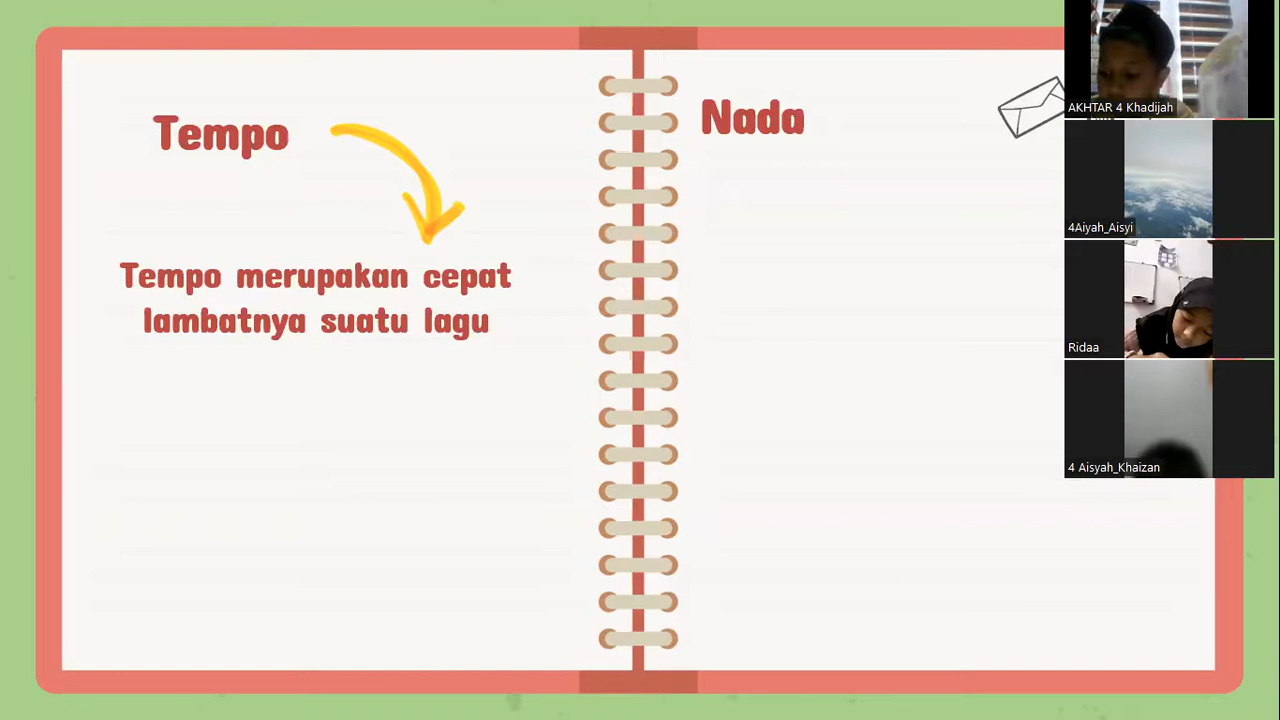 Tempo
Tempo merupakan cepat
lambatnya suatu lagu
Nada
AKHTAR 4 Khadijah
4Aiyah_Aisyi
Ridaa
4 Aisyah_Khaizan